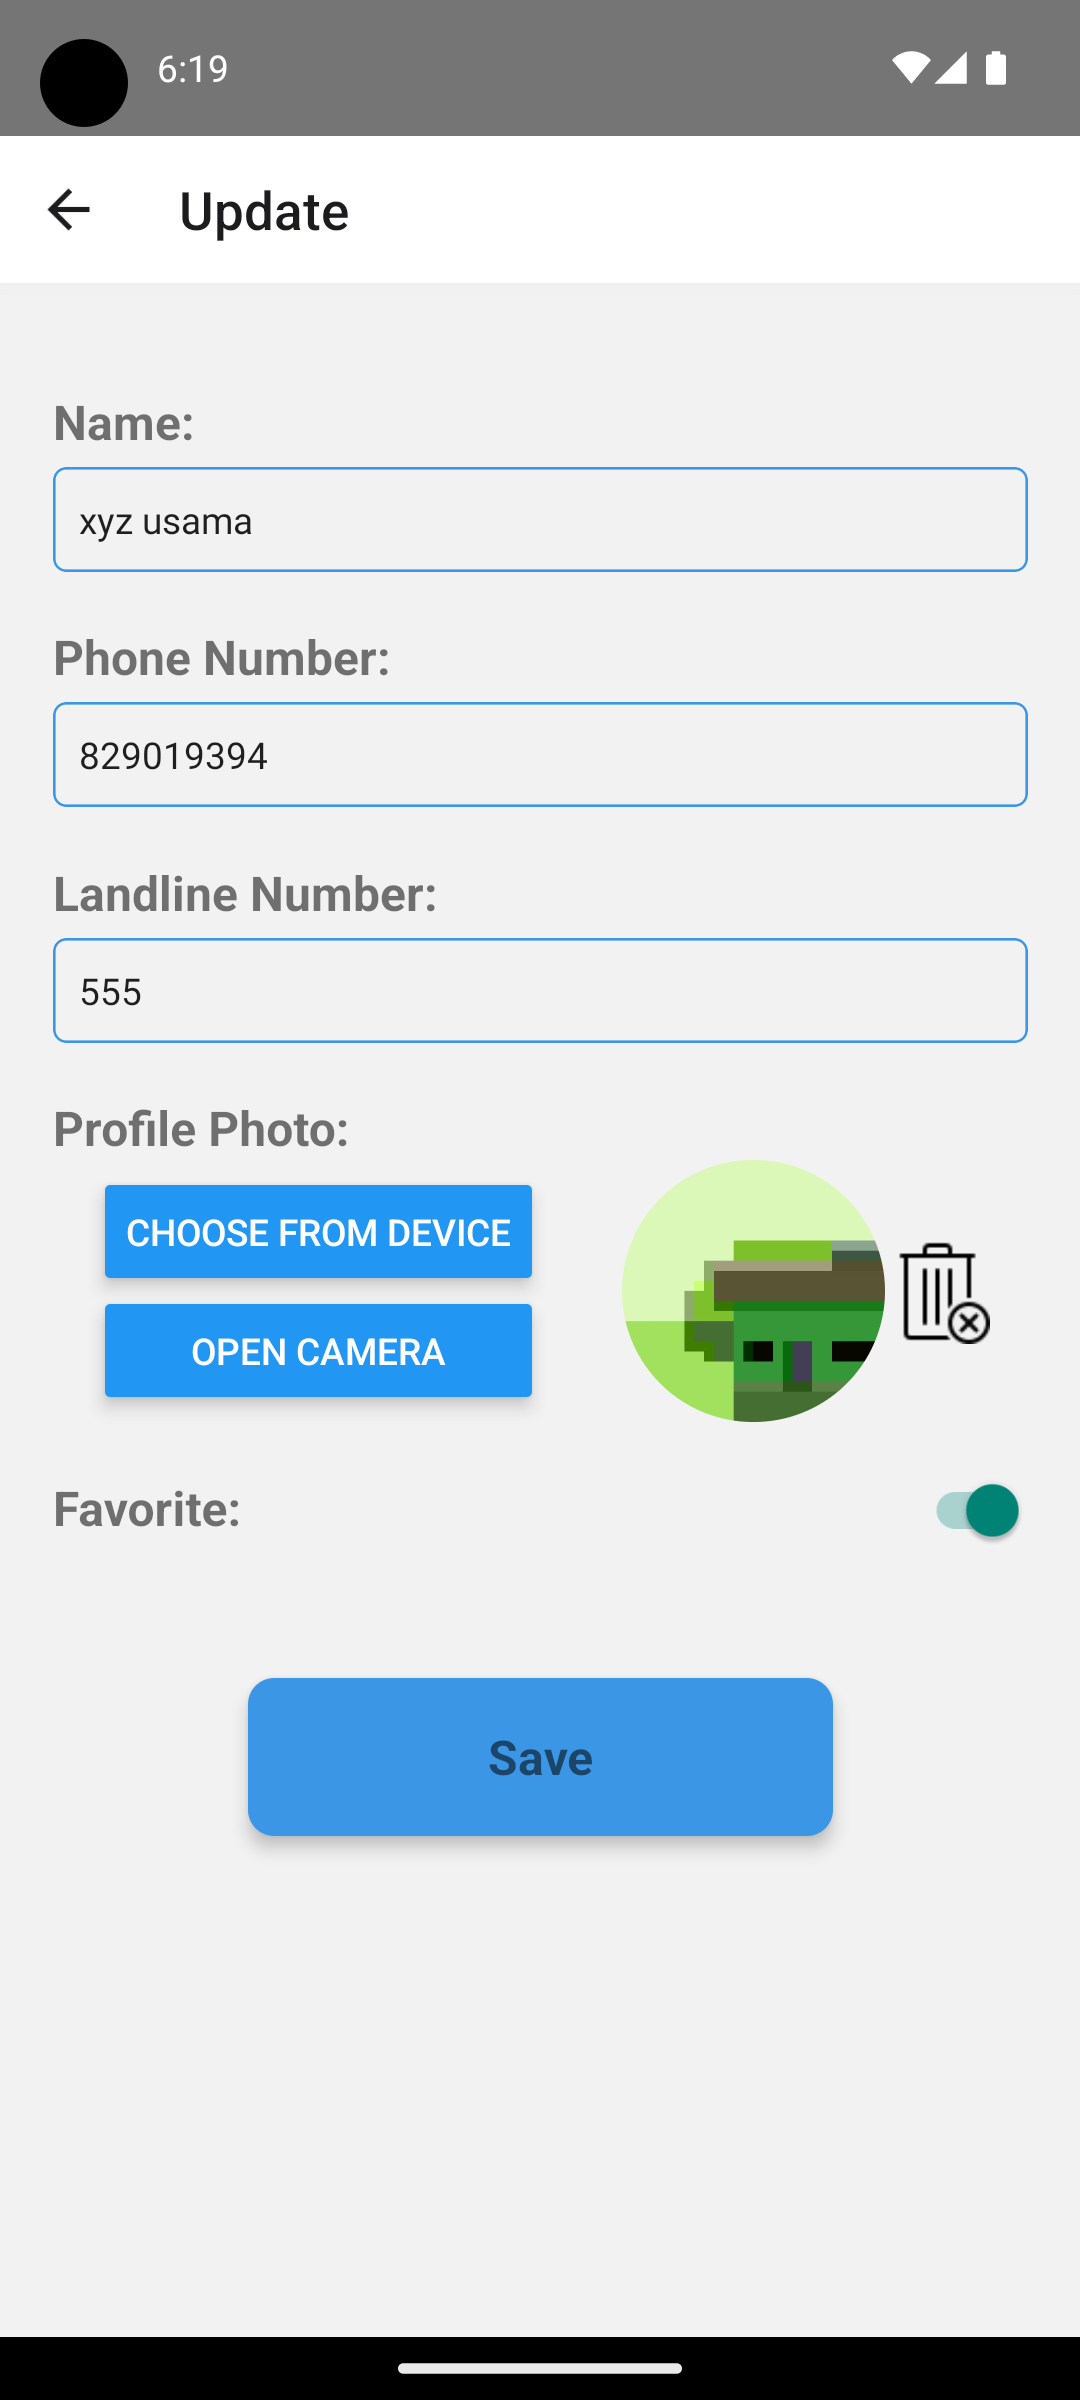 6:19
Update
Name:
xyz usama
Phone Number:
829019394
Landline Number:
555
Profile Photo:
CHOOSE FROM DEVICE
OPEN CAMERA
Favorite:
Save